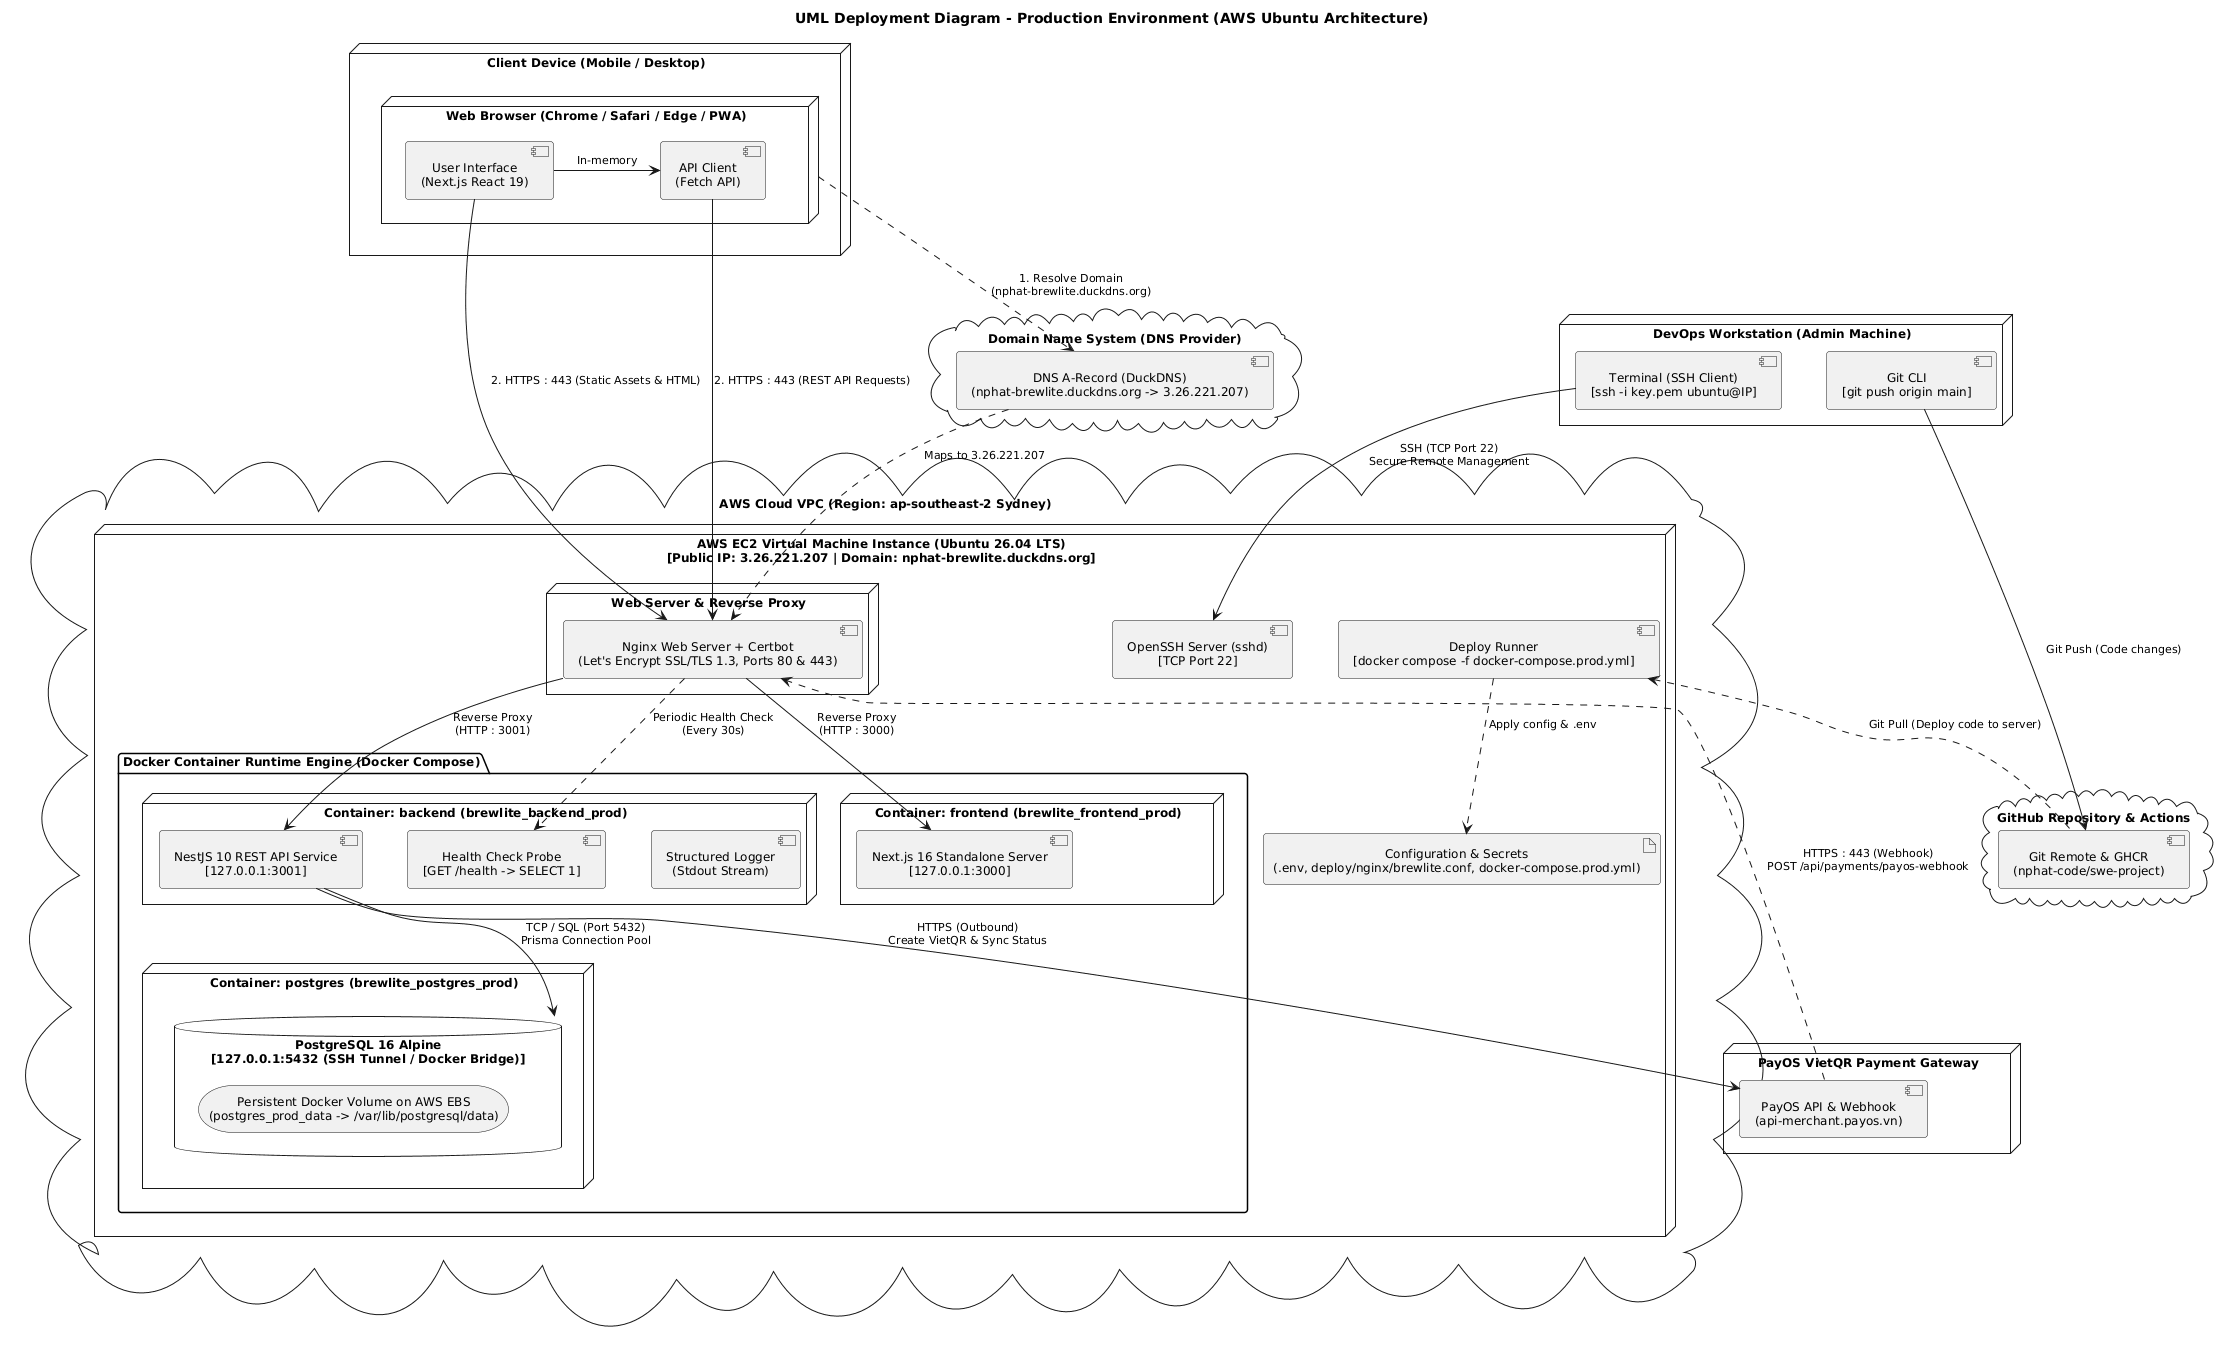 UML Deployment Diagram - Production Environment (AWS Ubuntu Architecture)
Client Device (Mobile / Desktop)
Web Browser (Chrome / Safari / Edge / PWA)
User Interface
(Next.js React 19)
In-memory
API Client
(Fetch API)
1. Resolve Domain
(nphat-brewlite.duckdns.org)
Domain Name System (DNS Provider)
DNS A-Record (DuckDNS)
(nphat-brewlite.duckdns.org -> 3.26.221.207)
DevOps Workstation (Admin Machine)
Terminal (SSH Client)
[ssh -i key.pem ubuntu@IP]
Git CLI
[git push origin main]
2. HTTPS : 443 (Static Assets & HTML)
2. HTTPS : 443 (REST API Requests)
Maps to 3.26.221.207
SSH (TCP Port 22)
Secure Remote Management
AWS Cloud VPC (Region: ap-southeast-2 Sydney)
AWS EC2 Virtual Machine Instance (Ubuntu 26.04 LTS)
[Public IP: 3.26.221.207 | Domain: nphat-brewlite.duckdns.org]
Web Server & Reverse Proxy
Nginx Web Server + Certbot
(Let's Encrypt SSL/TLS 1.3, Ports 80 & 443)
OpenSSH Server (sshd)
[TCP Port 22]
Deploy Runner
[docker compose -f docker-compose.prod.yml]
Git Push (Code changes)
Reverse Proxy
(HTTP : 3001)
Periodic Health Check
(Every 30s)
Reverse Proxy
(HTTP : 3000)
Apply config & .env
Git Pull (Deploy code to server)
Docker Container Runtime Engine (Docker Compose)
Container: backend (brewlite_backend_prod)
NestJS 10 REST API Service
[127.0.0.1:3001]
Health Check Probe
[GET /health -> SELECT 1]
Structured Logger
(Stdout Stream)
Container: frontend (brewlite_frontend_prod)
Next.js 16 Standalone Server
[127.0.0.1:3000]
Configuration & Secrets
(.env, deploy/nginx/brewlite.conf, docker-compose.prod.yml)
HTTPS : 443 (Webhook)
POST /api/payments/payos-webhook
GitHub Repository & Actions
Git Remote & GHCR
(nphat-code/swe-project)
TCP / SQL (Port 5432)
Prisma Connection Pool
HTTPS (Outbound)
Create VietQR & Sync Status
Container: postgres (brewlite_postgres_prod)
PostgreSQL 16 Alpine
[127.0.0.1:5432 (SSH Tunnel / Docker Bridge)]
Persistent Docker Volume on AWS EBS
(postgres_prod_data -> /var/lib/postgresql/data)
PayOS VietQR Payment Gateway
PayOS API & Webhook
(api-merchant.payos.vn)